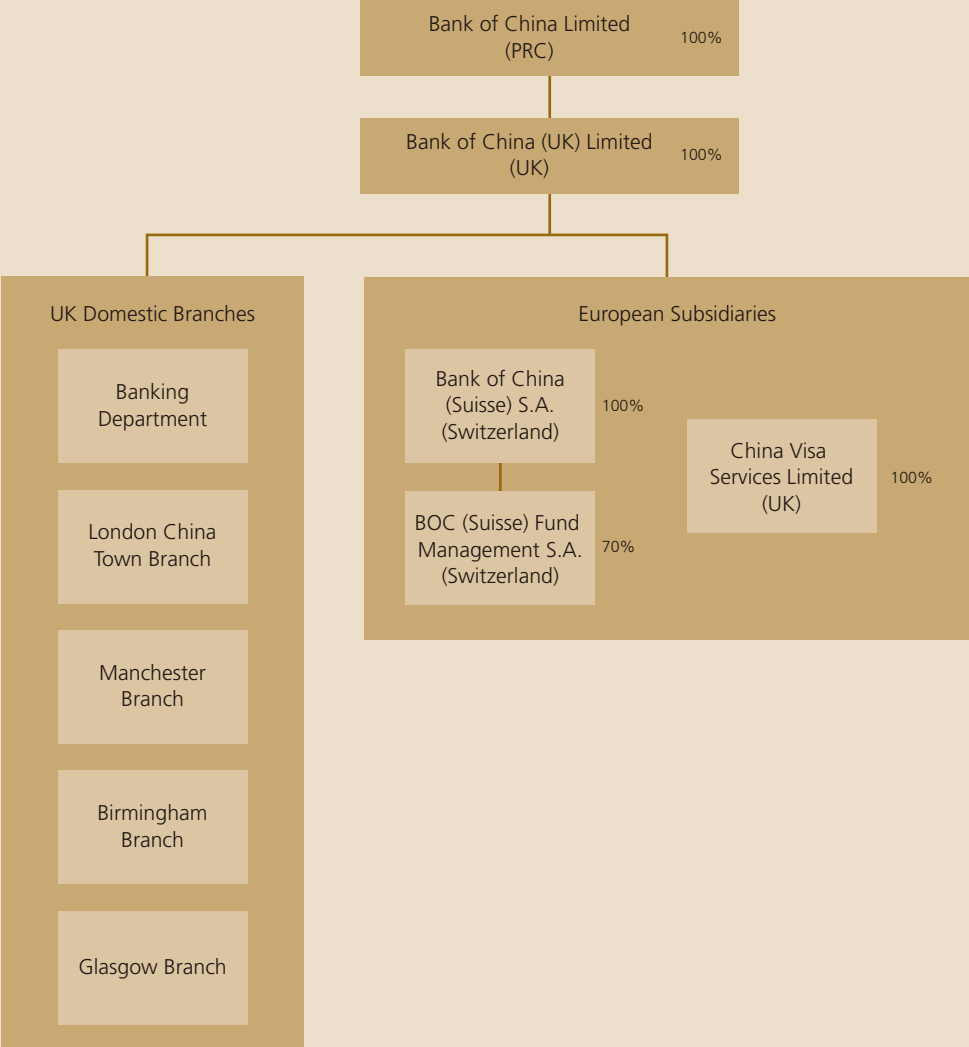 Bank of China Limited
(PRC)
100%
Bank of China (UK) Limited
(UK)
100%
UK Domestic Branches
Banking
Department
London China
Town Branch
Manchester
Branch
Birmingham
Branch
Glasgow Branch
European Subsidiaries
Bank of China
(Suisse) S.A.
(Switzerland)
100%
BOC (Suisse) Fund
Management S.A.
(Switzerland)
70%
China Visa
Services Limited
(UK)
100%